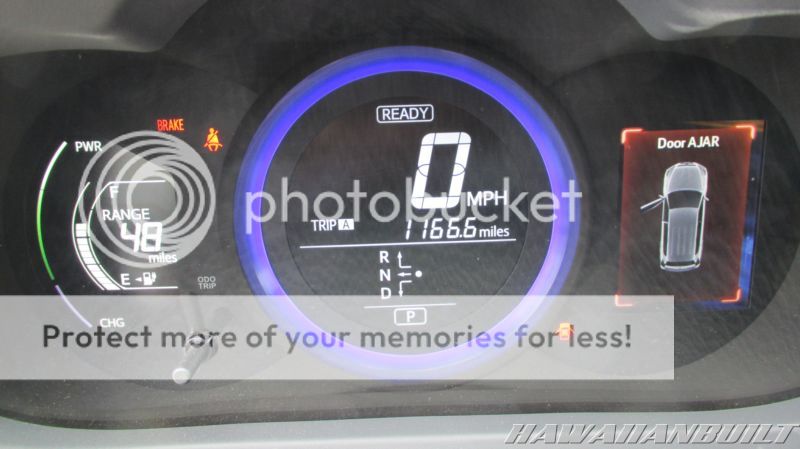 BRAKE
PWR
F
RANGE
48
miles
E
ODO
TRIP
CHG
READY
0 MPH
TRIP A 1166.6 miles
R
N
D
P
Door AJAR
photobucket
Protect more of your memories for less!
HAWAIIANBUILT